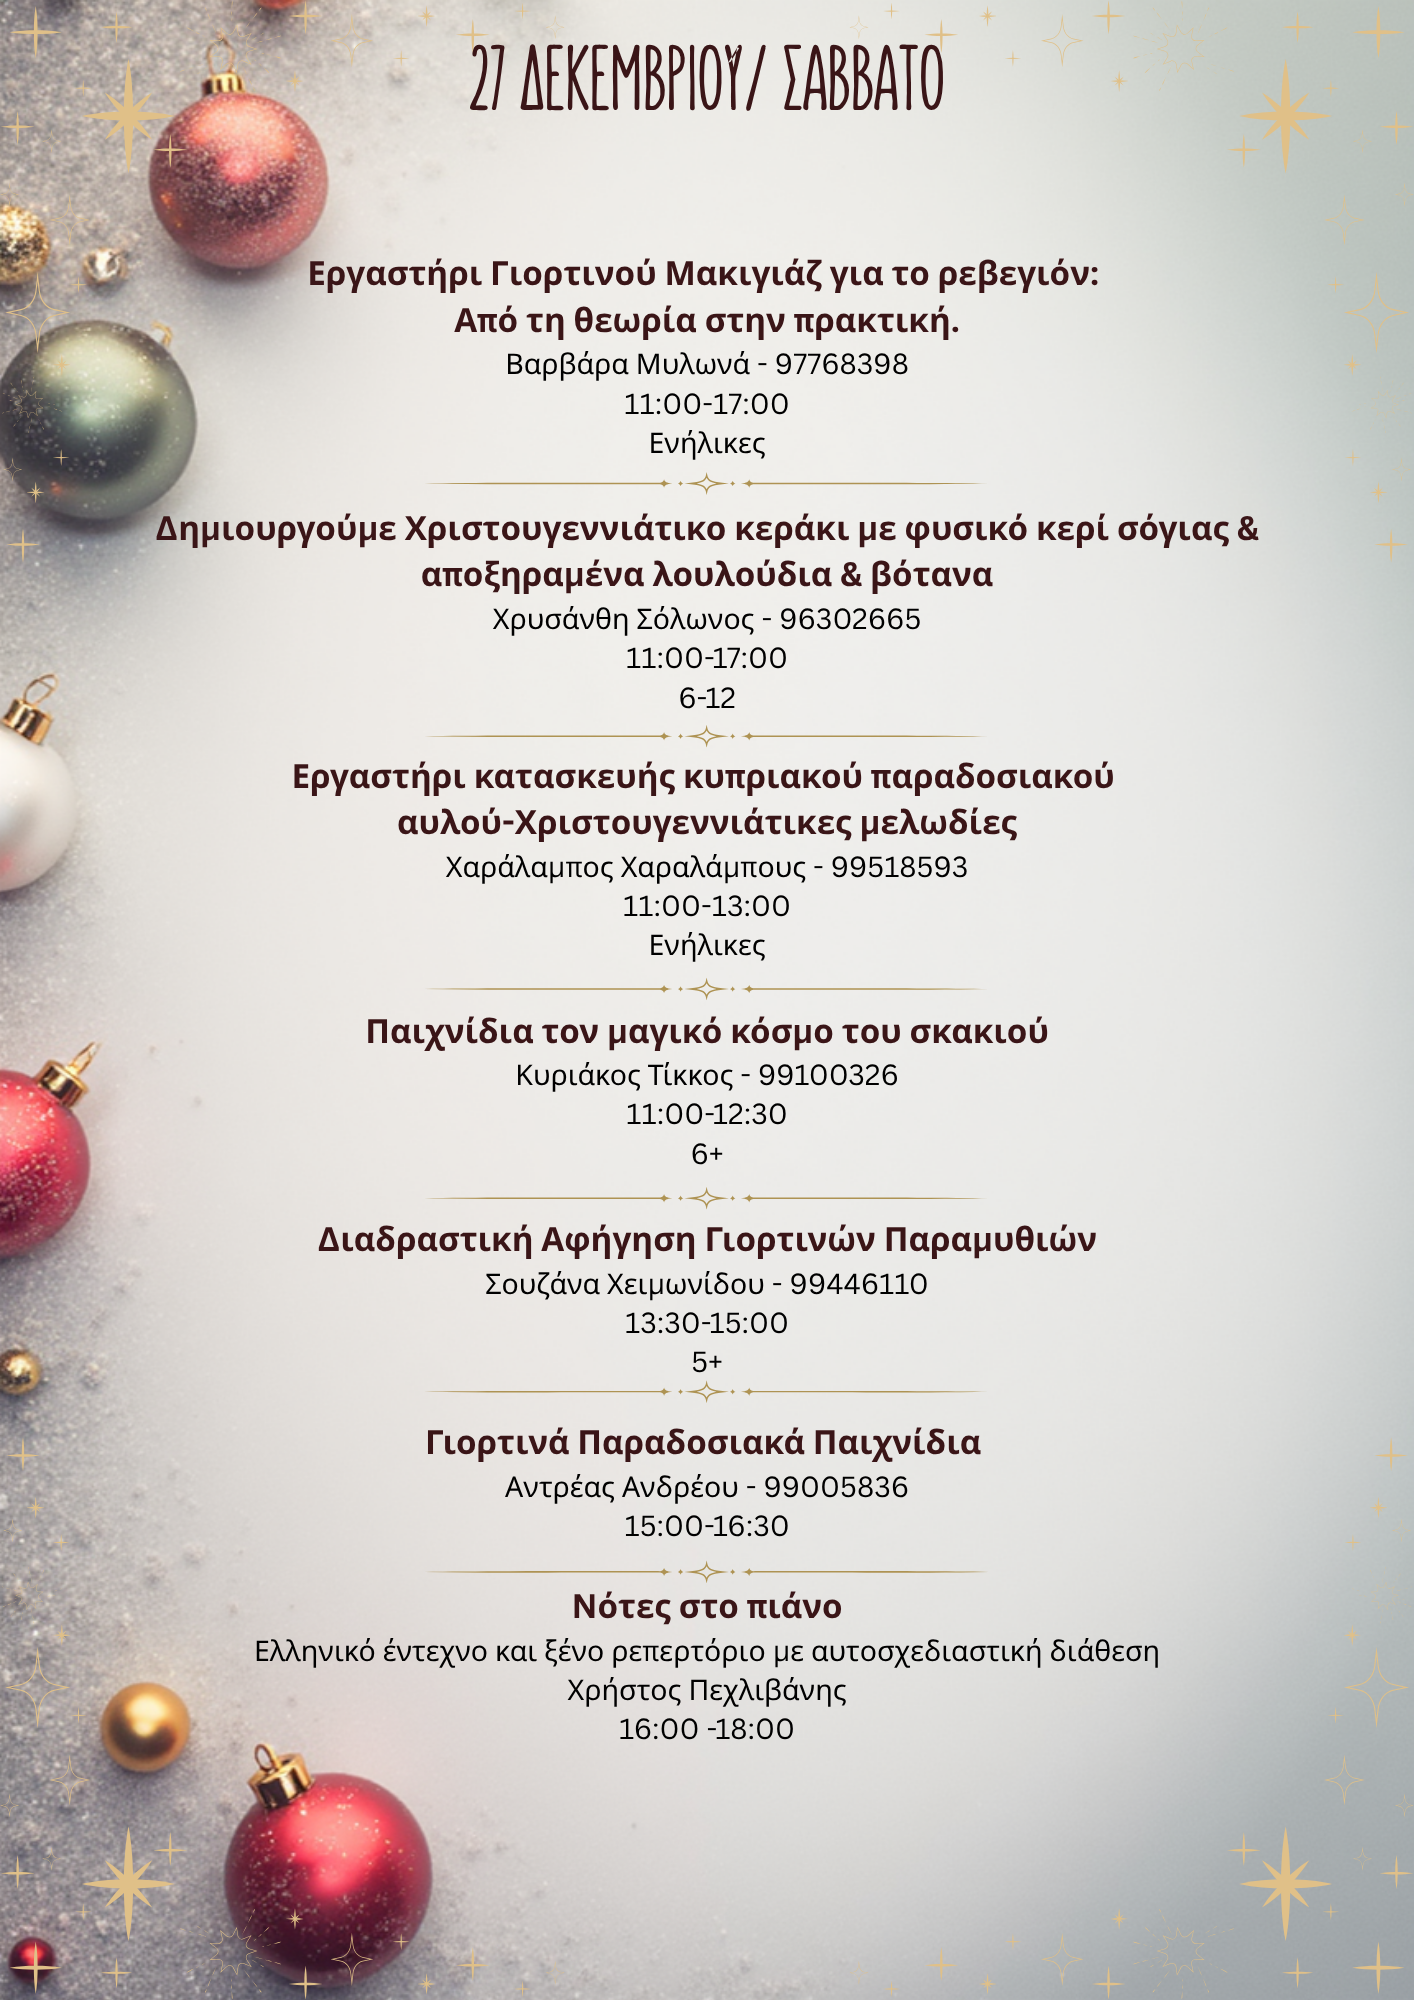 27 ΔΕΚΕΜΒΡΙΟΎ/ ΣΑΒΒΑΤΟ
Εργαστήρι Γιορτινού Μακιγιάζ για το ρεβεγιόν:
Από τη θεωρία στην πρακτική.
Βαρβάρα Μυλωνά - 97768398
11:00-17:00
Ενήλικες
Δημιουργούμε Χριστουγεννιάτικο κεράκι με φυσικό κερί σόγιας &
αποξηραμένα λουλούδια & βότανα
Χρυσάνθη Σόλωνος - 96302665
11:00-17:00
6-12
Εργαστήρι κατασκευής κυπριακού παραδοσιακού
αυλού-Χριστουγεννιάτικες μελωδίες
Χαράλαμπος Χαραλάμπους - 99518593
11:00-13:00
Ενήλικες
Παιχνίδια τον μαγικό κόσμο του σκακιού
Κυριάκος Τίκκος - 99100326
11:00-12:30
6+
Διαδραστική Αφήγηση Γιορτινών Παραμυθιών
Σουζάνα Χειμωνίδου - 99446110
13:30-15:00
5+
Γιορτινά Παραδοσιακά Παιχνίδια
Αντρέας Ανδρέου - 99005836
15:00-16:30
Νότες στο πιάνο
Ελληνικό έντεχνο και ξένο ρεπερτόριο με αυτοσχεδιαστική διάθεση
Χρήστος Πεχλιβάνης
16:00 -18:00